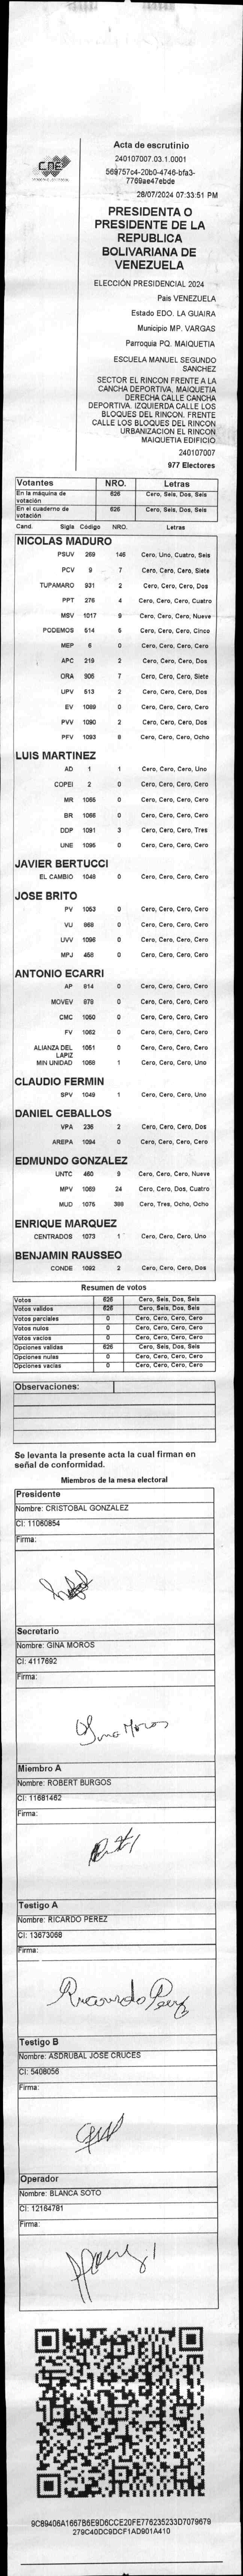 CNE
Acta de escrutinio
240107007.03.1.0001
569757c4-20b0-4746-bfa3-
7769ae47ebde
28/07/2024 07:33:51 PM
PRESIDENTA O
PRESIDENTE DE LA
REPUBLICA
BOLIVARIANA DE
VENEZUELA
ELECCIÓN PRESIDENCIAL 2024
Pais VENEZUELA
Estado EDO. LA GUAIRA
Municipio MP. VARGAS
Parroquia PQ. MAIQUETIA
ESCUELA MANUEL SEGUNDO
SANCHEZ
SECTOR EL RINCON FRENTE A LA
CANCHA DEPORTIVA. MAIQUETIA
DERECHA CALLE CANCHA
DEPORTIVA. IZQUIERDA CALLE LOS
BLOQUES DEL RINCON. FRENTE
CALLE LOS BLOQUES DEL RINCON
URBANIZACION EL RINCON
MAIQUETIA EDIFICIO
240107007
977 Electores
Votantes NRO. Letras
En la máquina de votación 626 Cero, Seis, Dos, Seis
En el cuaderno de votación 626 Cero, Seis, Dos, Seis
Cand. Sigla Código NRO. Letras
NICOLAS MADURO
PSUV 269 146 Cero, Uno, Cuatro, Seis
PCV 9 7 Cero, Cero, Cero, Siete
TUPAMARO 931 2 Cero, Cero, Cero, Dos
PPT 276 4 Cero, Cero, Cero, Cuatro
MSV 1017 9 Cero, Cero, Cero, Nueve
PODEMOS 514 5 Cero, Cero, Cero, Cinco
MEP 6 0 Cero, Cero, Cero, Cero
APC 219 2 Cero, Cero, Cero, Dos
ORA 905 7 Cero, Cero, Cero, Siete
UPV 513 2 Cero, Cero, Cero, Dos
EV 1089 0 Cero, Cero, Cero, Cero
PVV 1090 2 Cero, Cero, Cero, Dos
PFV 1093 8 Cero, Cero, Cero, Ocho
LUIS MARTINEZ
AD 1 1 Cero, Cero, Cero, Uno
COPEI 2 0 Cero, Cero, Cero, Cero
MR 1065 0 Cero, Cero, Cero, Cero
BR 1066 0 Cero, Cero, Cero, Cero
DDP 1091 3 Cero, Cero, Cero, Tres
UNE 1095 0 Cero, Cero, Cero, Cero
JAVIER BERTUCCI
EL CAMBIO 1048 0 Cero, Cero, Cero, Cero
JOSE BRITO
PV 1053 0 Cero, Cero, Cero, Cero
VU 868 0 Cero, Cero, Cero, Cero
UVV 1096 0 Cero, Cero, Cero, Cero
MPJ 458 0 Cero, Cero, Cero, Cero
ANTONIO ECARRI
AP 814 0 Cero, Cero, Cero, Cero
MOVEV 979 0 Cero, Cero, Cero, Cero
CMC 1050 0 Cero, Cero, Cero, Cero
FV 1062 0 Cero, Cero, Cero, Cero
ALIANZA DEL LAPIZ 1051 0 Cero, Cero, Cero, Cero
MIN UNIDAD 1068 1 Cero, Cero, Cero, Uno
CLAUDIO FERMIN
SPV 1049 1 Cero, Cero, Cero, Uno
DANIEL CEBALLOS
VPA 236 2 Cero, Cero, Cero, Dos
AREPA 1094 0 Cero, Cero, Cero, Cero
EDMUNDO GONZALEZ
UNTC 460 9 Cero, Cero, Cero, Nueve
MPV 1069 24 Cero, Cero, Dos, Cuatro
MUD 1075 388 Cero, Tres, Ocho, Ocho
ENRIQUE MARQUEZ
CENTRADOS 1073 1 Cero, Cero, Cero, Uno
BENJAMIN RAUSSEO
CONDE 1092 2 Cero, Cero, Cero, Dos
Resumen de votos
Votos 626 Cero, Seis, Dos, Seis
Votos validos 626 Cero, Seis, Dos, Seis
Votos parciales 0 Cero, Cero, Cero, Cero
Votos nulos 0 Cero, Cero, Cero, Cero
Votos vacios 0 Cero, Cero, Cero, Cero
Opciones validas 626 Cero, Seis, Dos, Seis
Opciones nulas 0 Cero, Cero, Cero, Cero
Opciones vacias 0 Cero, Cero, Cero, Cero
Observaciones:
Se levanta la presente acta la cual firman en
señal de conformidad.
Miembros de la mesa electoral
Presidente
Nombre: CRISTOBAL GONZALEZ
CI: 11060854
Firma:
Secretario
Nombre: GINA MOROS
CI: 4117692
Firma:
Gina Moros
Miembro A
Nombre: ROBERT BURGOS
CI: 11681462
Firma:
Testigo A
Nombre: RICARDO PEREZ
CI: 13673068
Firma:
Ricardo Perez
Testigo B
Nombre: ASDRUBAL JOSE CRUCES
CI: 5408056
Firma:
Operador
Nombre: BLANCA SOTO
CI: 12164781
Firma:
9C89406A1667B6E9D6CCE20FE776235233D7079679
279C40DC9DCF1AD901A410